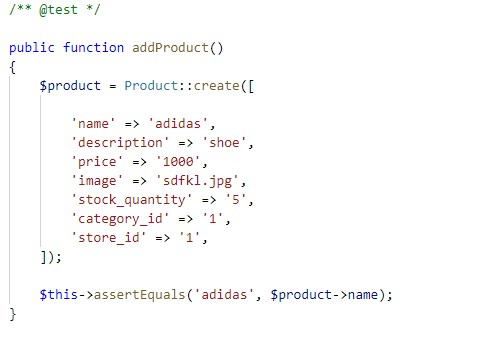 /** @test */
public function addProduct()
{
$product = Product::create([
'name' => 'adidas',
'description' => 'shoe',
'price' => '1000',
'image' => 'sdfkl.jpg',
'stock_quantity' => '5',
'category_id' => '1',
'store_id' => '1',
]);
$this->assertEquals('adidas', $product->name);
}